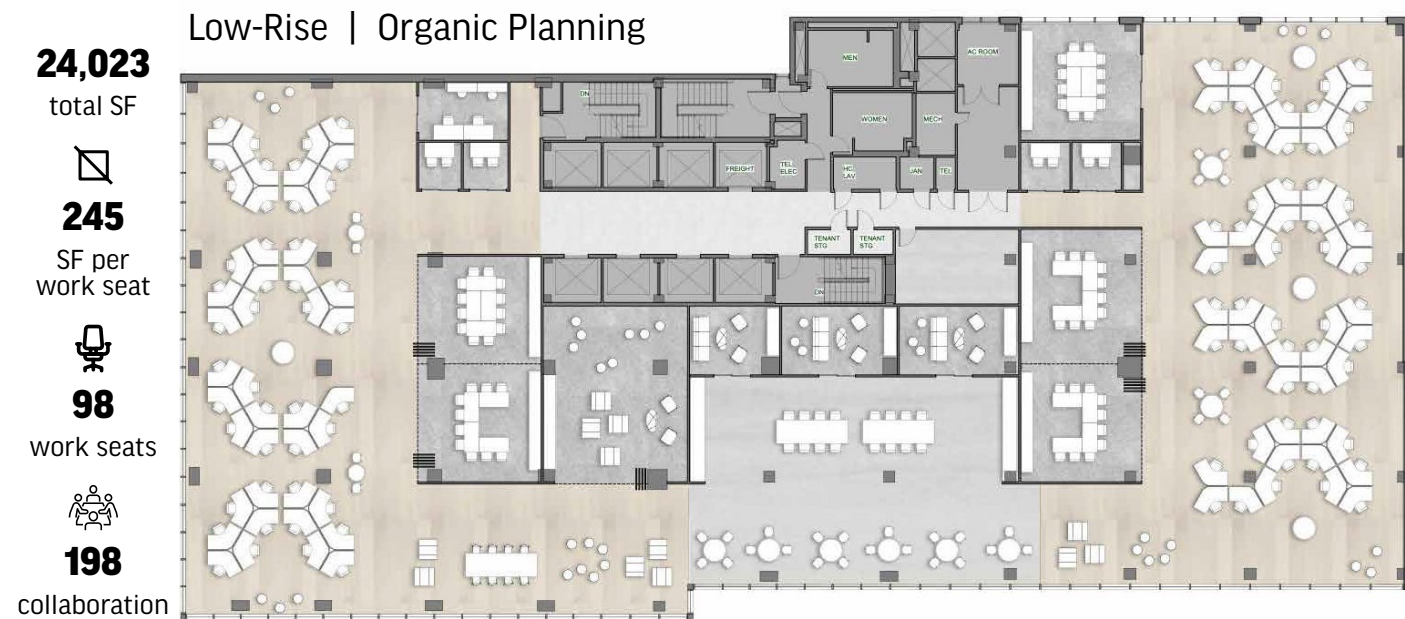 Low-Rise | Organic Planning
24,023
total SF
245
SF per
work seat
98
work seats
198
collaboration
MEN
AC ROOM
DN
WOMEN
MECH
FREIGHT
TEL
ELEC
HC
LAV
JAN
TEL
TENANT
STG
TENANT
STG
DN